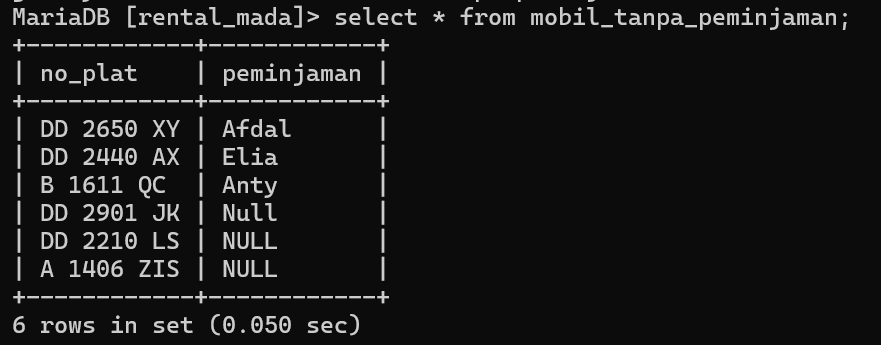 MariaDB [rental_mada]> select * from mobil_tanpa_peminjaman;
+------------+------------+
| no_plat    | peminjaman |
+------------+------------+
| DD 2650 XY | Afdal      |
| DD 2440 AX | Elia       |
| B 1611 QC  | Anty       |
| DD 2901 JK | Null       |
| DD 2210 LS | NULL       |
| A 1406 ZIS | NULL       |
+------------+------------+
6 rows in set (0.050 sec)